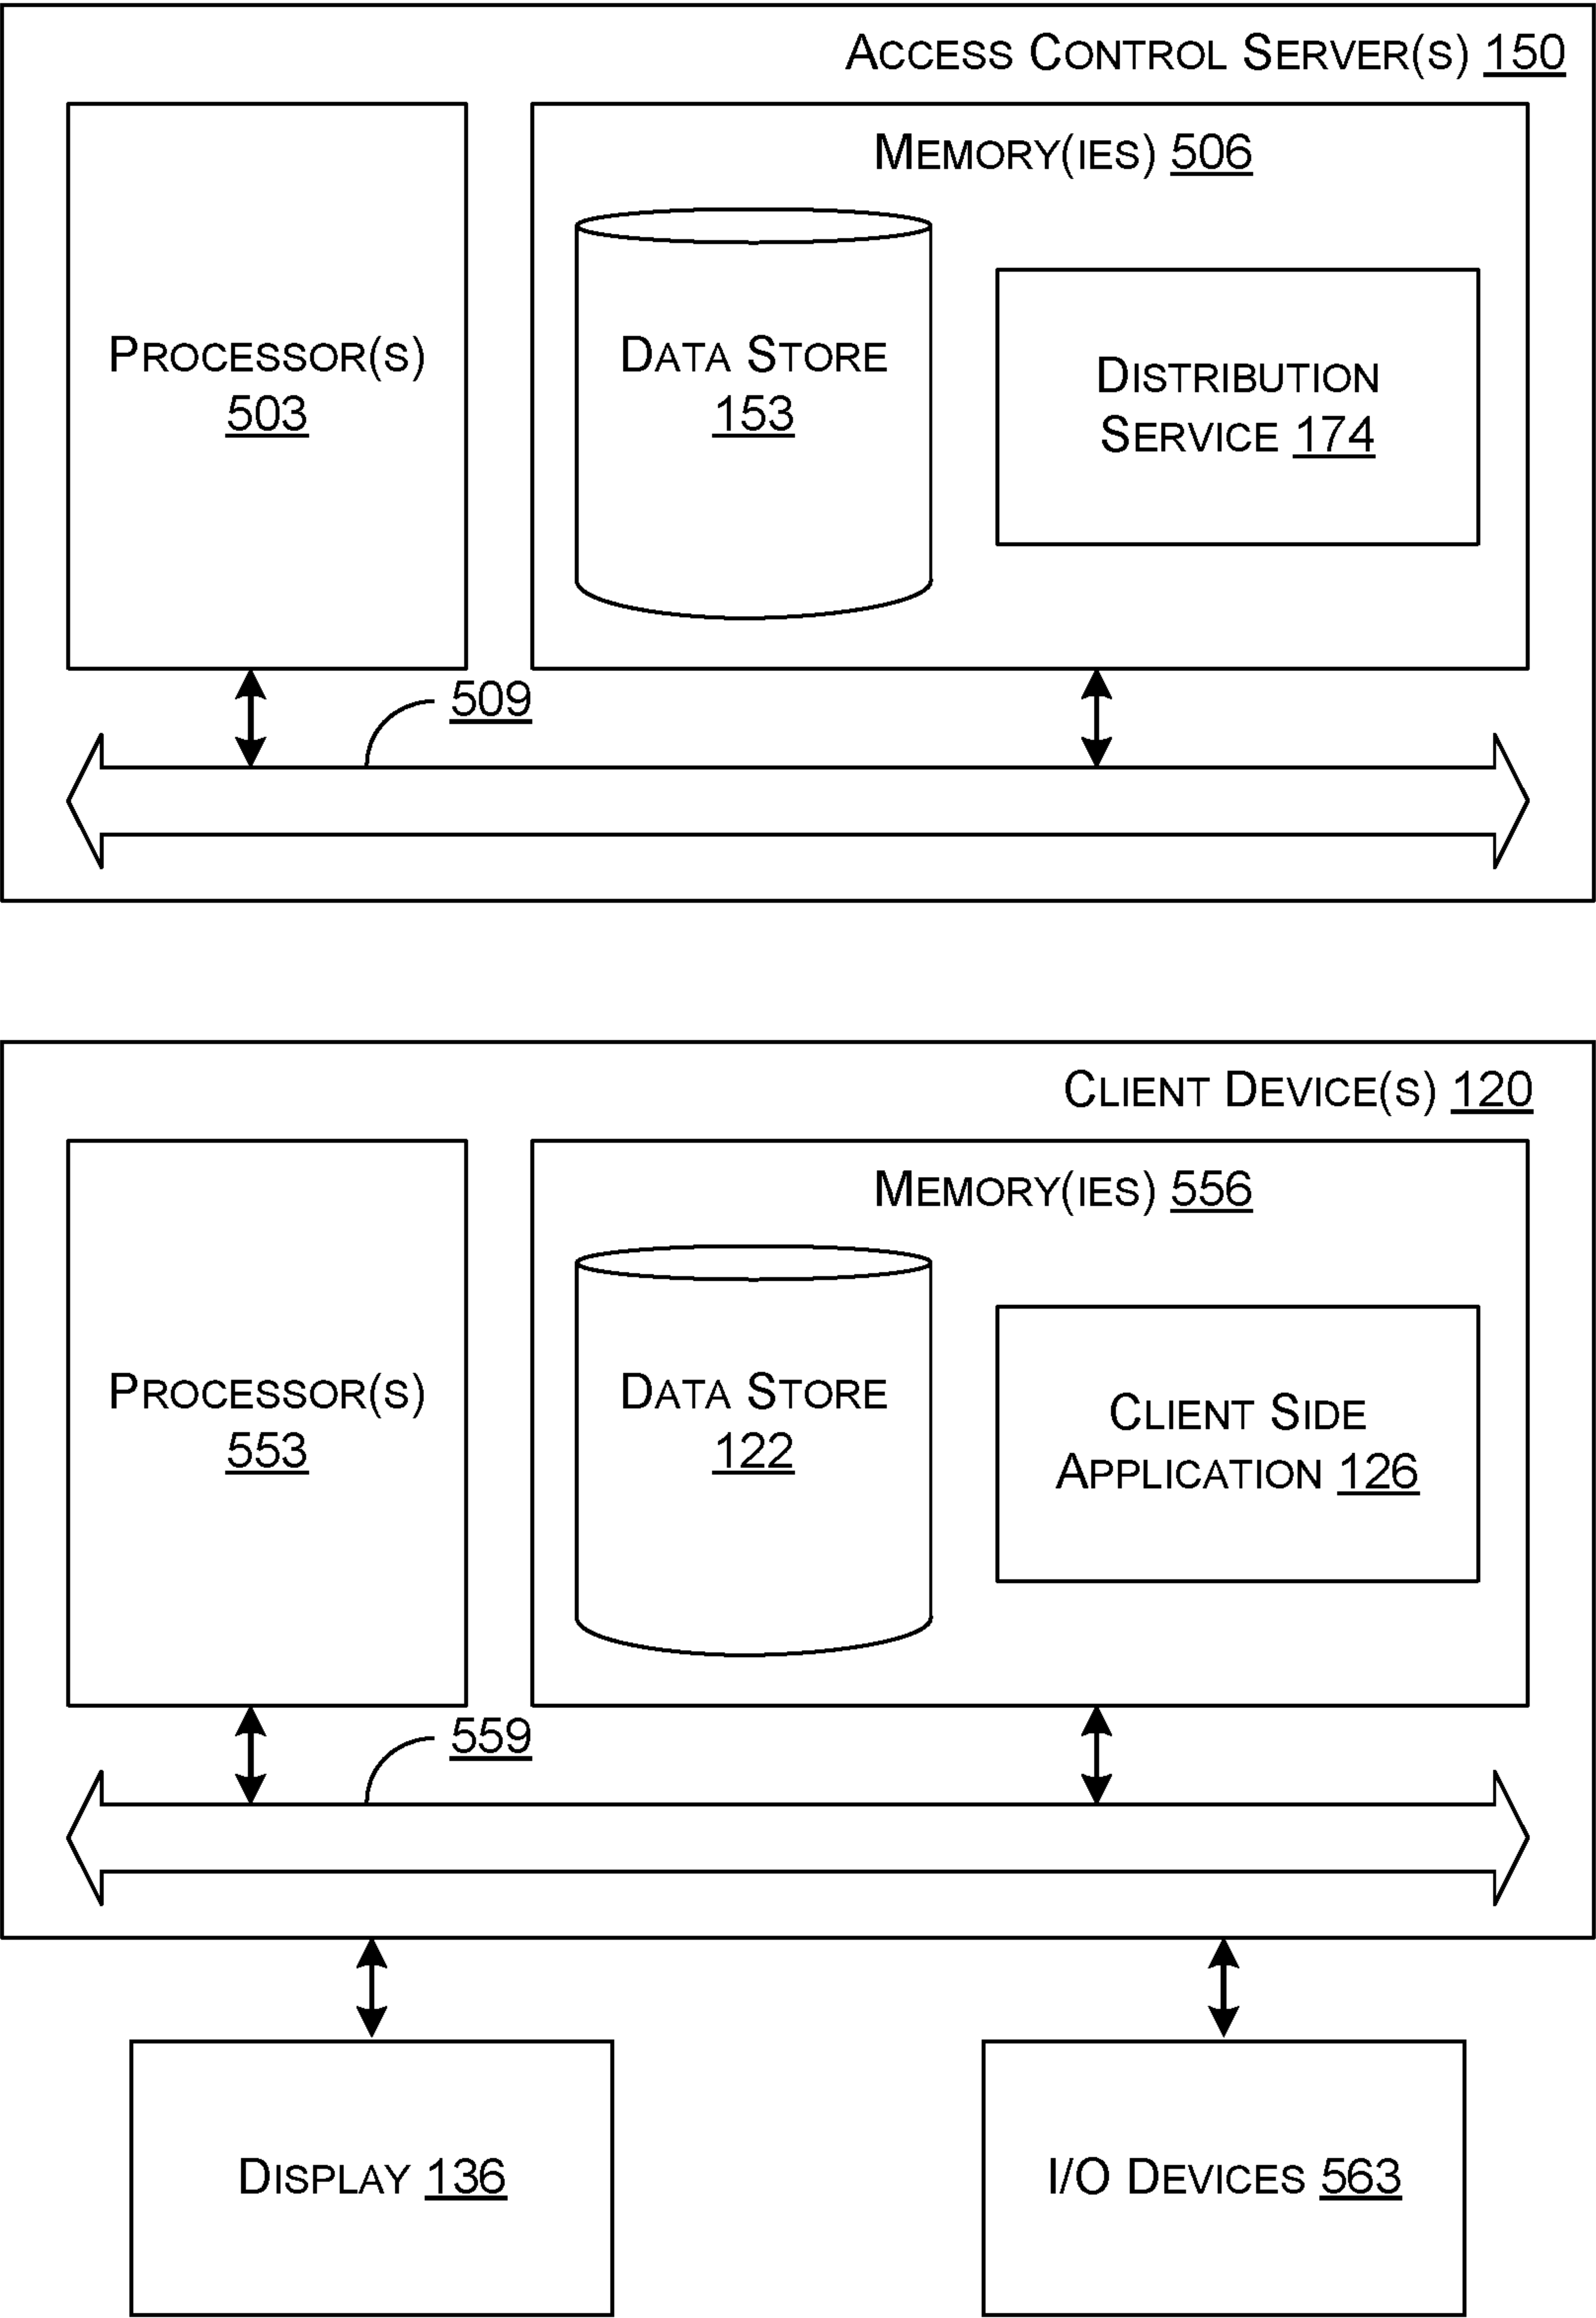 ACCESS CONTROL SERVER(S) 150
MEMORY(IES) 506
PROCESSOR(S)
503
DATA STORE
153
DISTRIBUTION
SERVICE 174
509
CLIENT DEVICE(S) 120
MEMORY(IES) 556
PROCESSOR(S)
553
DATA STORE
122
CLIENT SIDE
APPLICATION 126
559
DISPLAY 136
I/O DEVICES 563